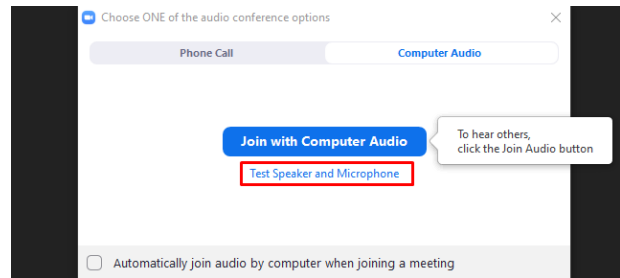 Choose ONE of the audio conference options
Phone Call
Computer Audio
Join with Computer Audio
To hear others,
click the Join Audio button
Test Speaker and Microphone
Automatically join audio by computer when joining a meeting